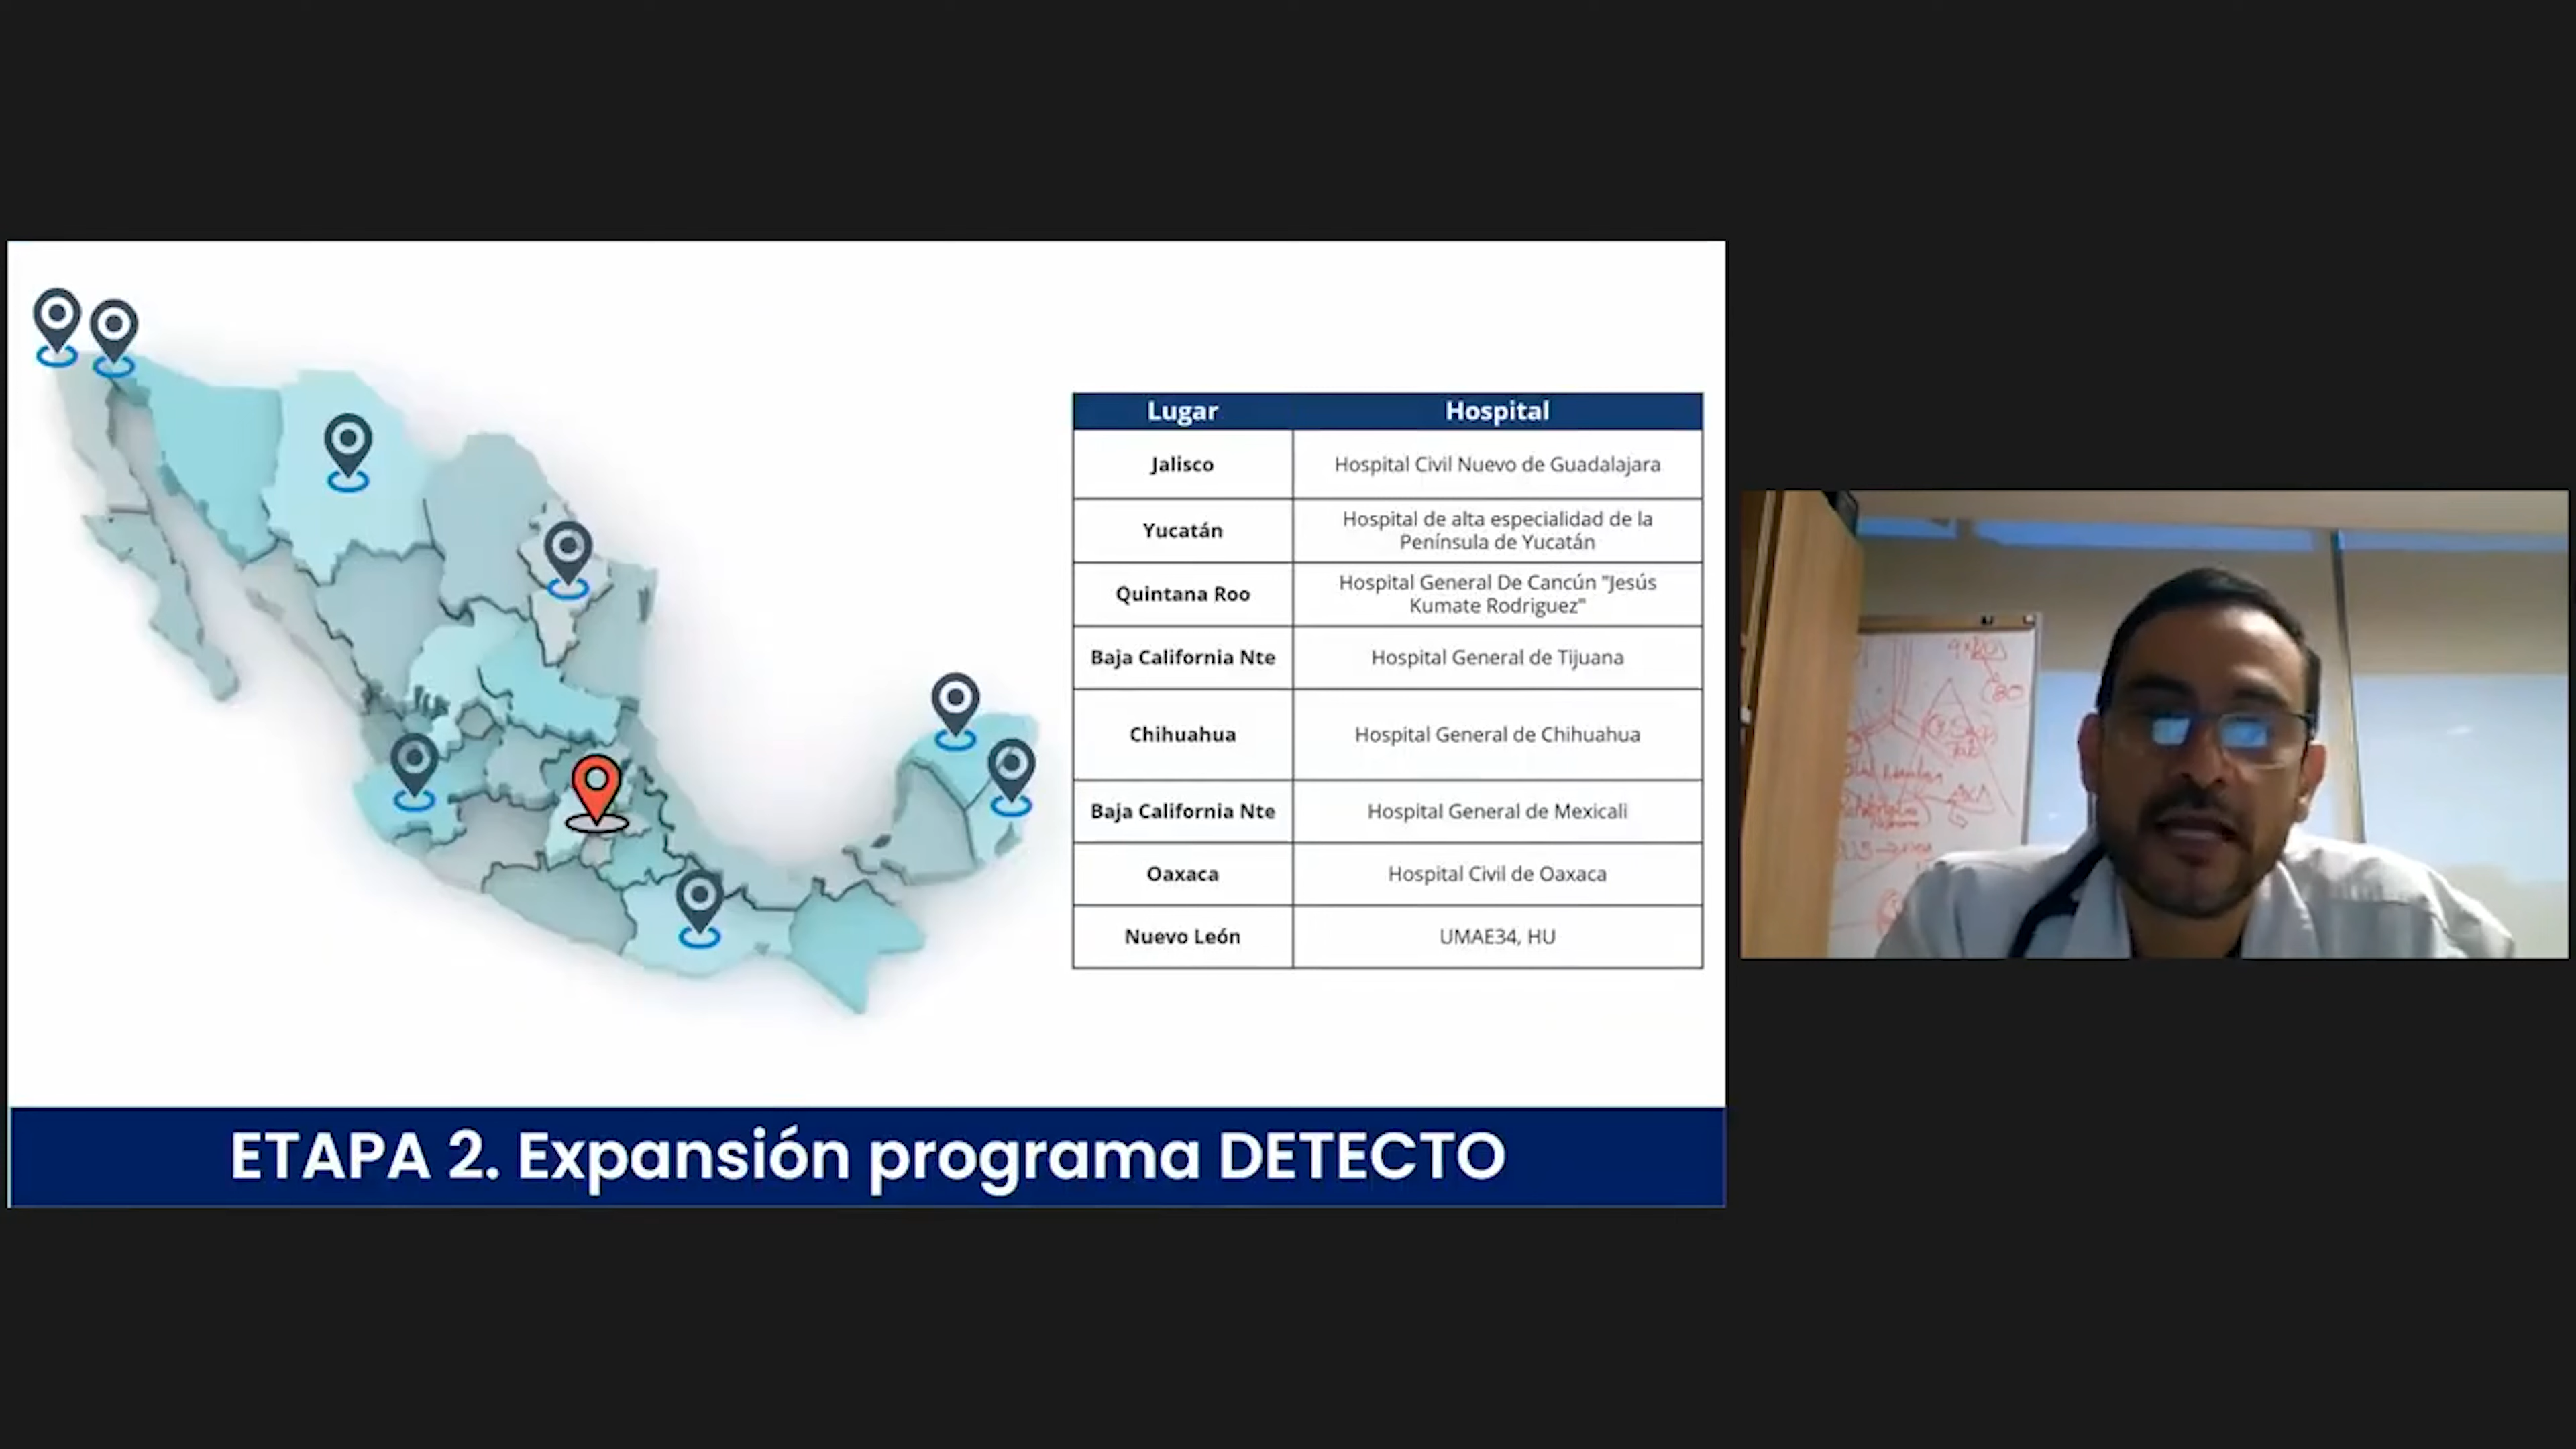 Lugar Hospital
Jalisco Hospital Civil Nuevo de Guadalajara
Yucatán Hospital de alta especialidad de la
Península de Yucatán
Quintana Roo Hospital General De Cancún "Jesús
Kumate Rodriguez"
Baja California Nte Hospital General de Tijuana
Chihuahua Hospital General de Chihuahua
Baja California Nte Hospital General de Mexicali
Oaxaca Hospital Civil de Oaxaca
Nuevo León UMAE34, HU
ETAPA 2. Expansión programa DETECTO